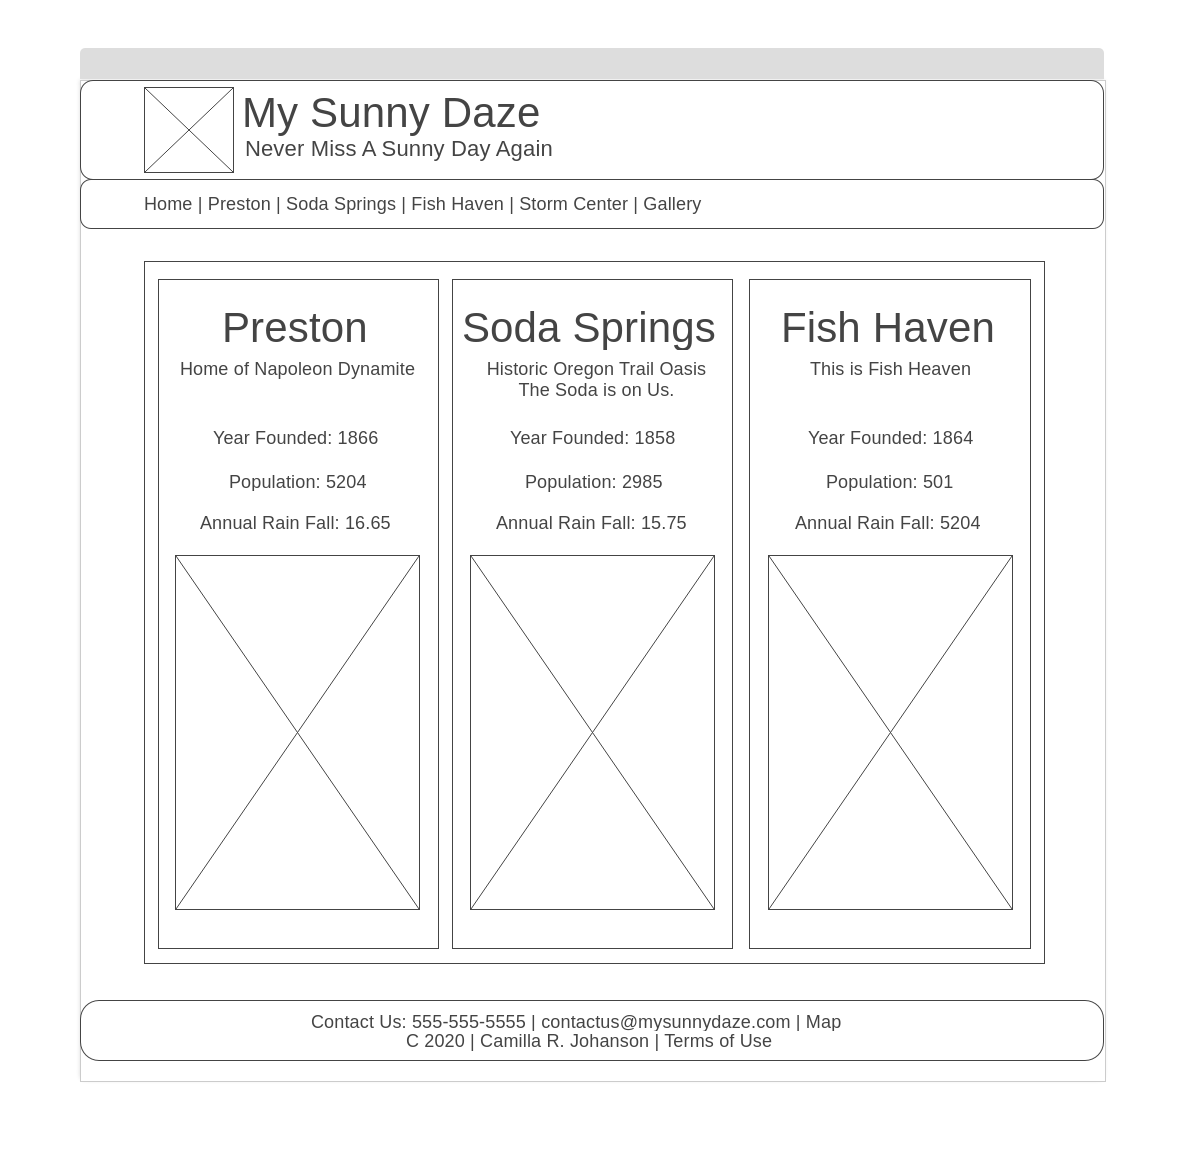 My Sunny Daze
Never Miss A Sunny Day Again
Home | Preston | Soda Springs | Fish Haven | Storm Center | Gallery
Preston
Home of Napoleon Dynamite
Year Founded: 1866
Population: 5204
Annual Rain Fall: 16.65
Soda Springs
Historic Oregon Trail Oasis
The Soda is on Us.
Year Founded: 1858
Population: 2985
Annual Rain Fall: 15.75
Fish Haven
This is Fish Heaven
Year Founded: 1864
Population: 501
Annual Rain Fall: 5204
Contact Us: 555-555-5555 | contactus@mysunnydaze.com | Map
C 2020 | Camilla R. Johanson | Terms of Use